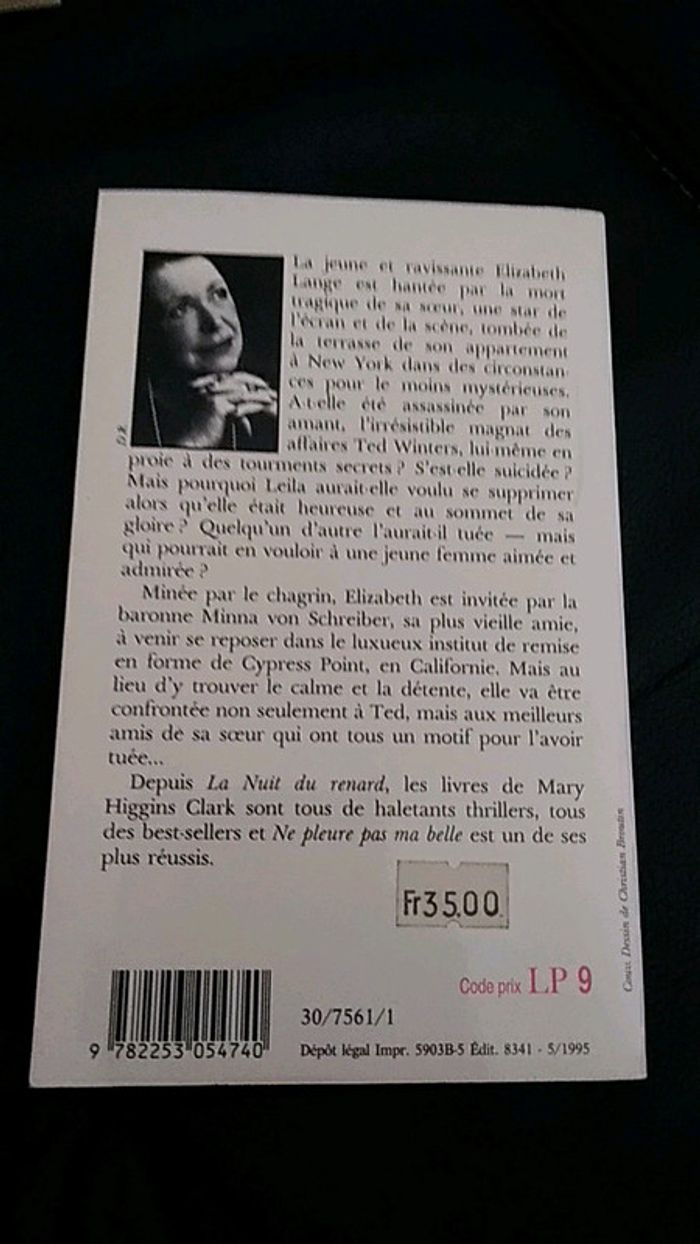 La jeune et ravissante Elizabeth
Lange est hantée par la mort
tragique de sa sœur, une star de
l'écran et de la scène, tombée de
la terrasse de son appartement
à New York dans des circonstan-
ces pour le moins mystérieuses.
A-t-elle été assassinée par son
amant, l'irrésistible magnat des
affaires Ted Winters, lui-même en
proie à des tourments secrets ? S'est-elle suicidée ?
Mais pourquoi Leila aurait-elle voulu se supprimer
alors qu'elle était heureuse et au sommet de sa
gloire ? Quelqu'un d'autre l'aurait-il tuée — mais
qui pourrait en vouloir à une jeune femme aimée et
admirée ?
Minée par le chagrin, Elizabeth est invitée par la
baronne Minna von Schreiber, sa plus vieille amie,
à venir se reposer dans le luxueux institut de remise
en forme de Cypress Point, en Californie. Mais au
lieu d'y trouver le calme et la détente, elle va être
confrontée non seulement à Ted, mais aux meilleurs
amis de sa sœur qui ont tous un motif pour l'avoir
tuée...
Depuis La Nuit du renard, les livres de Mary
Higgins Clark sont tous de haletants thrillers, tous
des best-sellers et Ne pleure pas ma belle est un de ses
plus réussis.
Fr35.00
Code prix LP 9
30/7561/1
9 782253 054740
Dépôt légal Impr. 5903B-5 Édit. 8341 - 5/1995
D.R.
Couv. Dessin de Christian Broutin